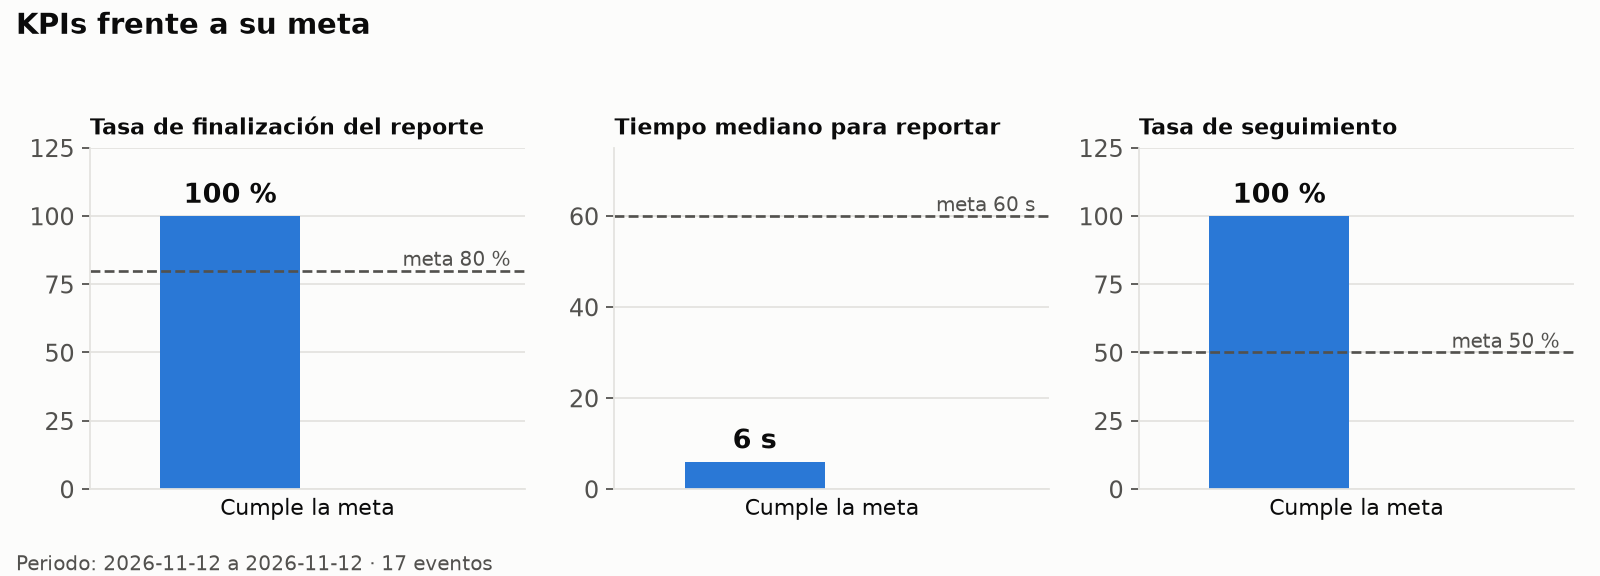 KPIs frente a su meta
Tasa de finalización del reporte
125
100
75
50
25
0
100 %
meta 80 %
Cumple la meta
Tiempo mediano para reportar
60
40
20
0
meta 60 s
6 s
Cumple la meta
Tasa de seguimiento
125
100
75
50
25
0
100 %
meta 50 %
Cumple la meta
Periodo: 2026-11-12 a 2026-11-12 · 17 eventos